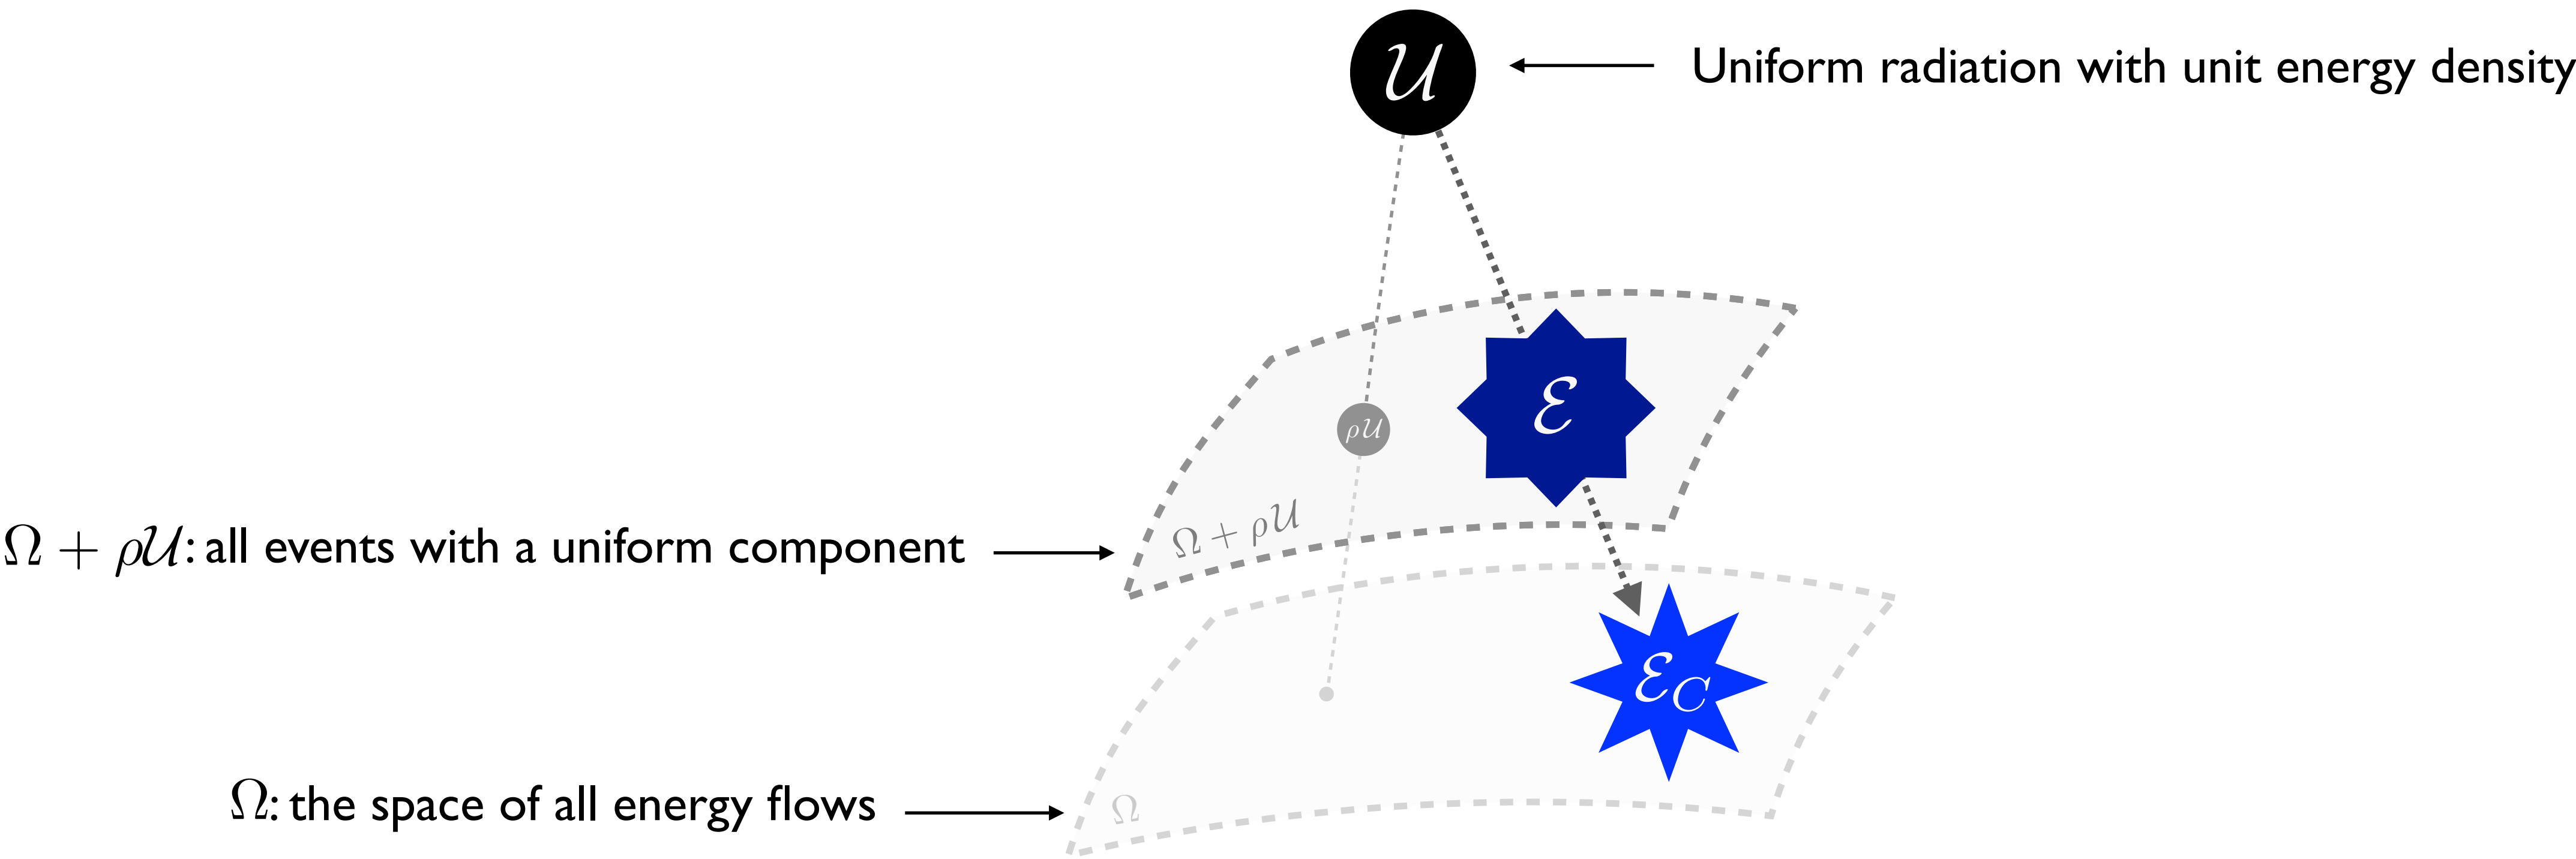 𝒰
Uniform radiation with unit energy density
ℰ
ρ𝒰
Ω + ρ𝒰
Ω + ρ𝒰: all events with a uniform component
ℰ_C
Ω: the space of all energy flows
Ω